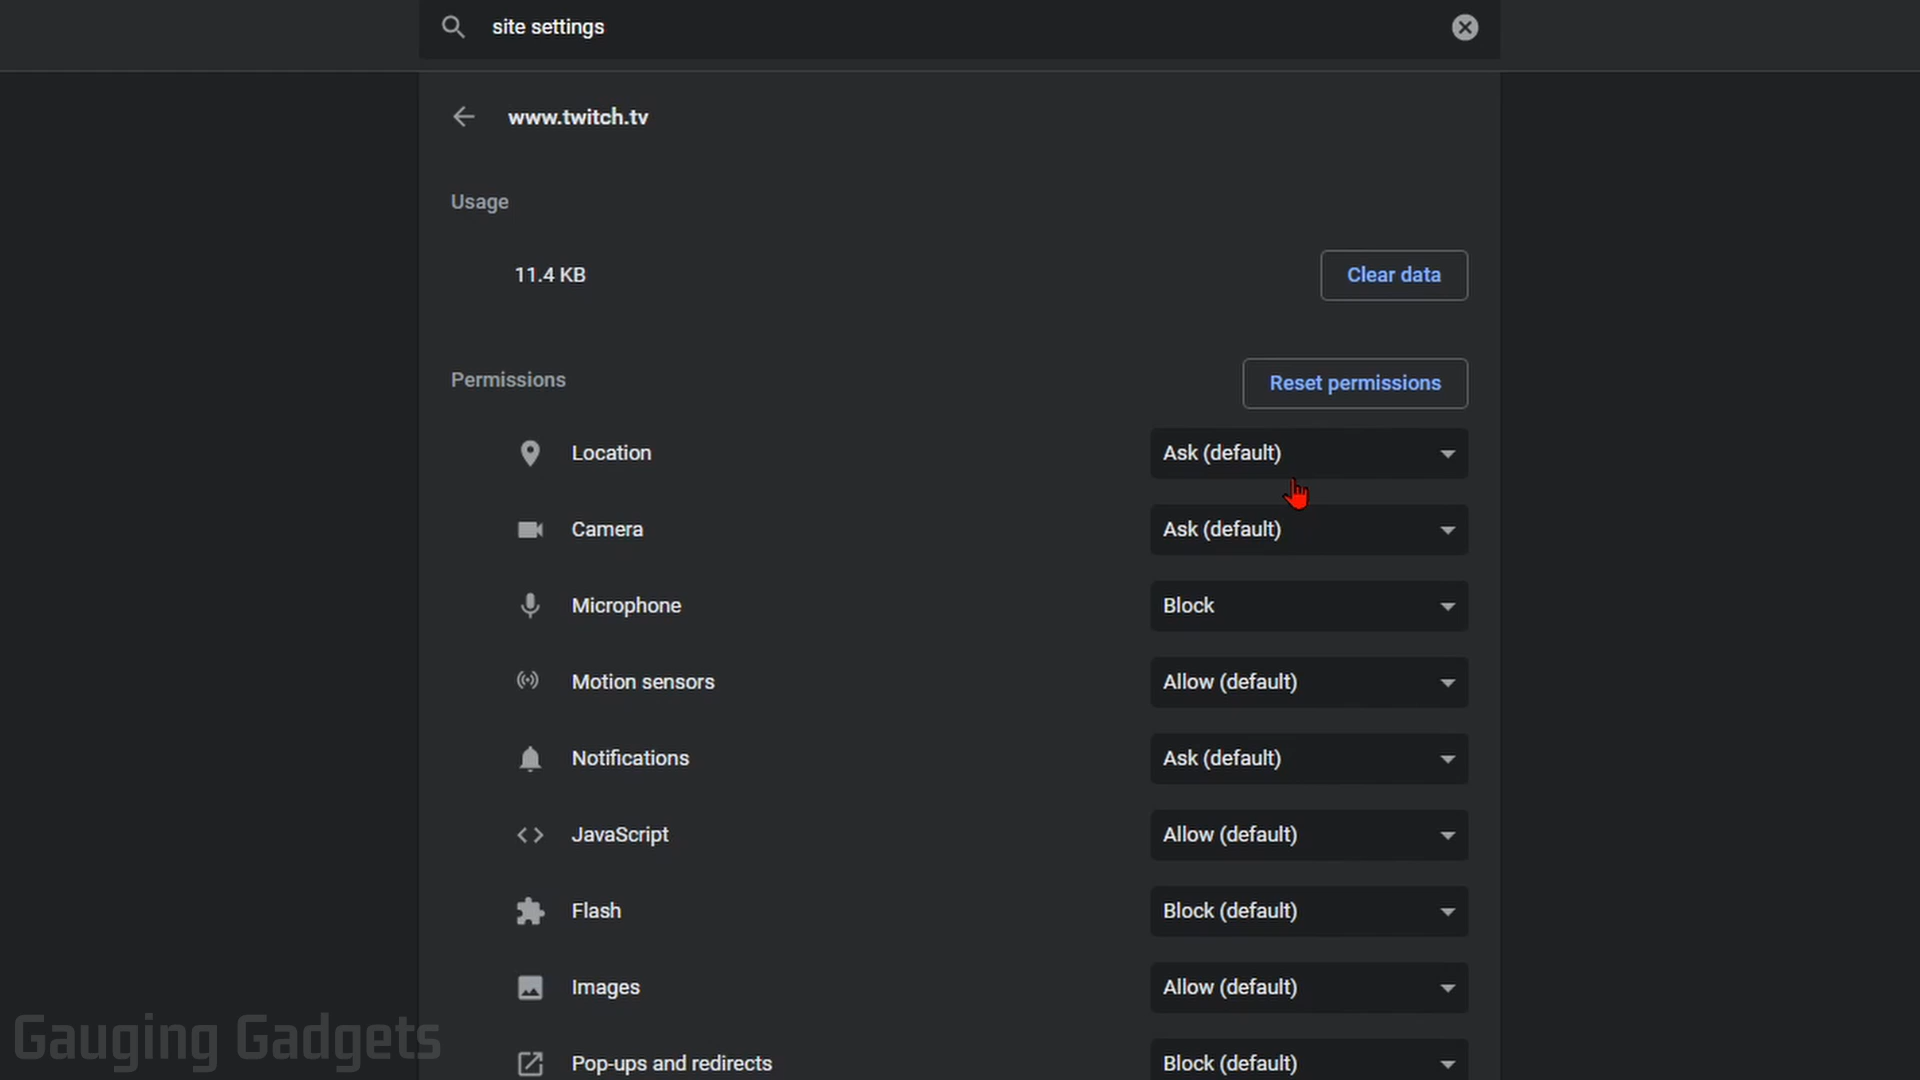 site settings
www.twitch.tv
Usage
11.4 KB
Clear data
Permissions
Reset permissions
Location
Ask (default)
Camera
Ask (default)
Microphone
Block
Motion sensors
Allow (default)
Notifications
Ask (default)
JavaScript
Allow (default)
Flash
Block (default)
Images
Allow (default)
Pop-ups and redirects
Block (default)
Gauging Gadgets